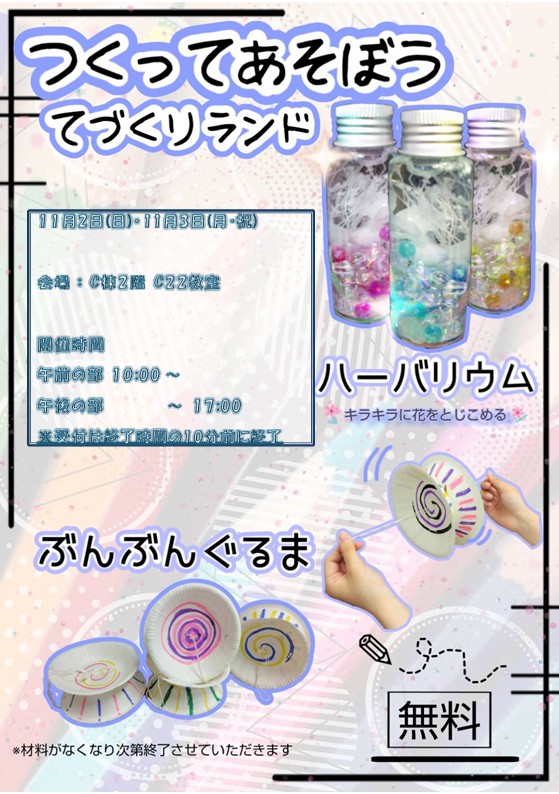 つくってあそぼう
てづくりランド
11月2日(日)・11月3日(月・祝)
会場：C棟2階 C22教室
開催時間
午前の部 10:00 ～
午後の部 ～ 17:00
※受付は終了時間の10分前に終了
ハーバリウム
キラキラに花をとじこめる
ぶんぶんぐるま
無料
※材料がなくなり次第終了させていただきます